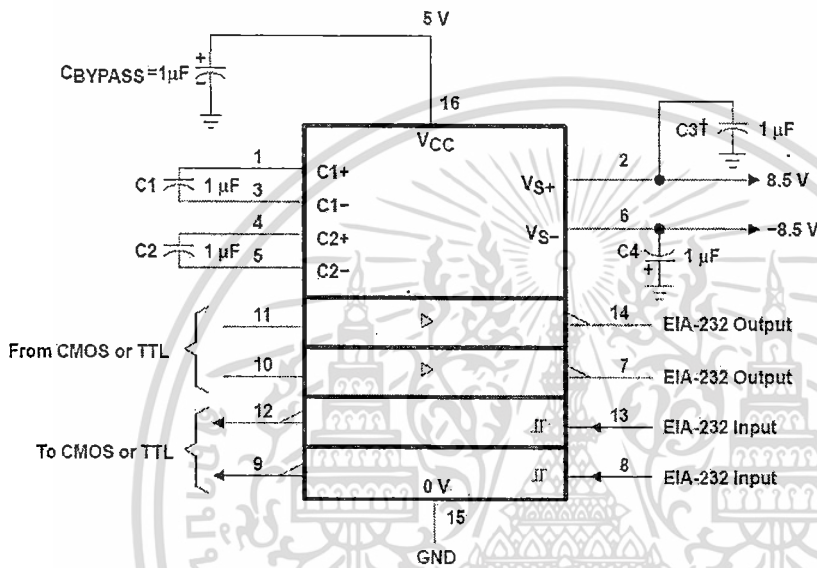 5 V
CBYPASS=1µF
+
−
16
VCC
C3†
1 µF
1
C1+
C1
1 µF
3
C1−
2
VS+
8.5 V
4
C2+
C2
1 µF
5
C2−
6
VS−
−8.5 V
C4
1 µF
+
11
14
EIA-232 Output
From CMOS or TTL
10
7
EIA-232 Output
12
13
EIA-232 Input
To CMOS or TTL
9
8
EIA-232 Input
0 V
15
GND